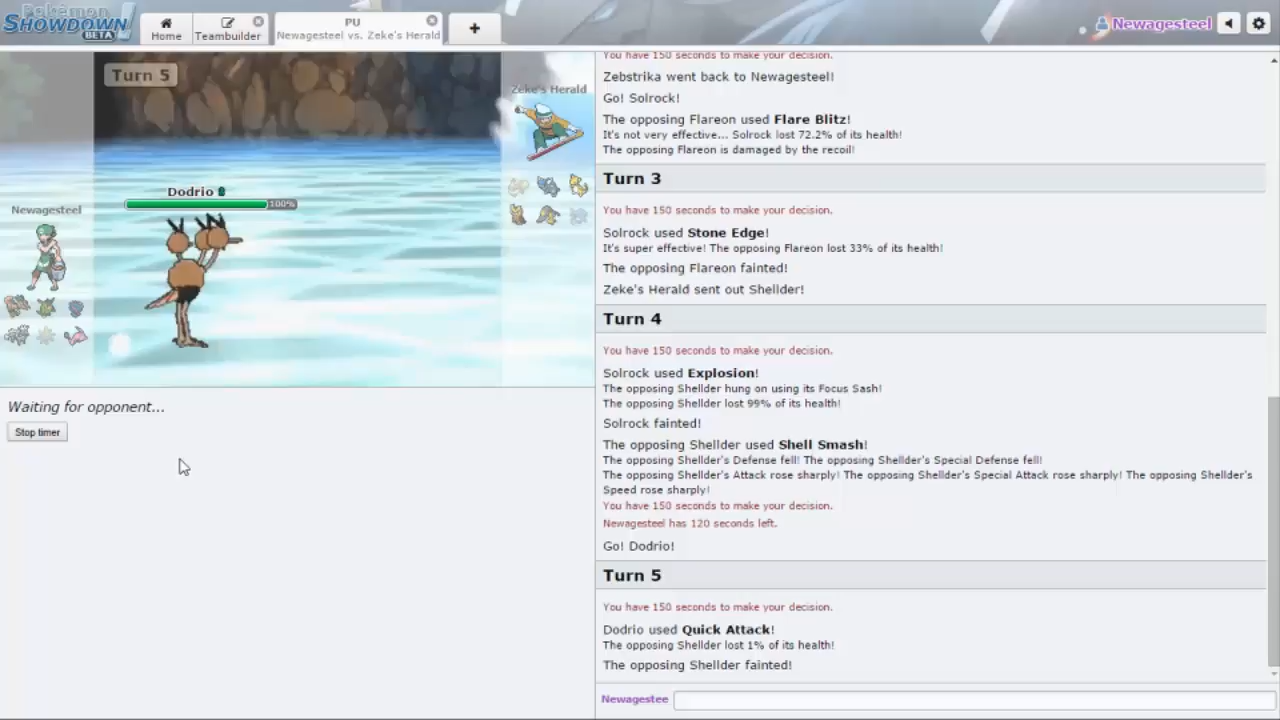 Pokémon
SHOWDOWN!
BETA
Home
Teambuilder
PU
Newagesteel vs. Zeke's Herald
+
Newagesteel
Turn 5
Zeke's Herald
Dodrio
100%
Newagesteel
Waiting for opponent...
Stop timer
You have 150 seconds to make your decision.
Zebstrika went back to Newagesteel!
Go! Solrock!
The opposing Flareon used Flare Blitz!
It's not very effective... Solrock lost 72.2% of its health!
The opposing Flareon is damaged by the recoil!
Turn 3
You have 150 seconds to make your decision.
Solrock used Stone Edge!
It's super effective! The opposing Flareon lost 33% of its health!
The opposing Flareon fainted!
Zeke's Herald sent out Shellder!
Turn 4
You have 150 seconds to make your decision.
Solrock used Explosion!
The opposing Shellder hung on using its Focus Sash!
The opposing Shellder lost 99% of its health!
Solrock fainted!
The opposing Shellder used Shell Smash!
The opposing Shellder's Defense fell! The opposing Shellder's Special Defense fell!
The opposing Shellder's Attack rose sharply! The opposing Shellder's Special Attack rose sharply! The opposing Shellder's
Speed rose sharply!
You have 150 seconds to make your decision.
Newagesteel has 120 seconds left.
Go! Dodrio!
Turn 5
You have 150 seconds to make your decision.
Dodrio used Quick Attack!
The opposing Shellder lost 1% of its health!
The opposing Shellder fainted!
Newagestee